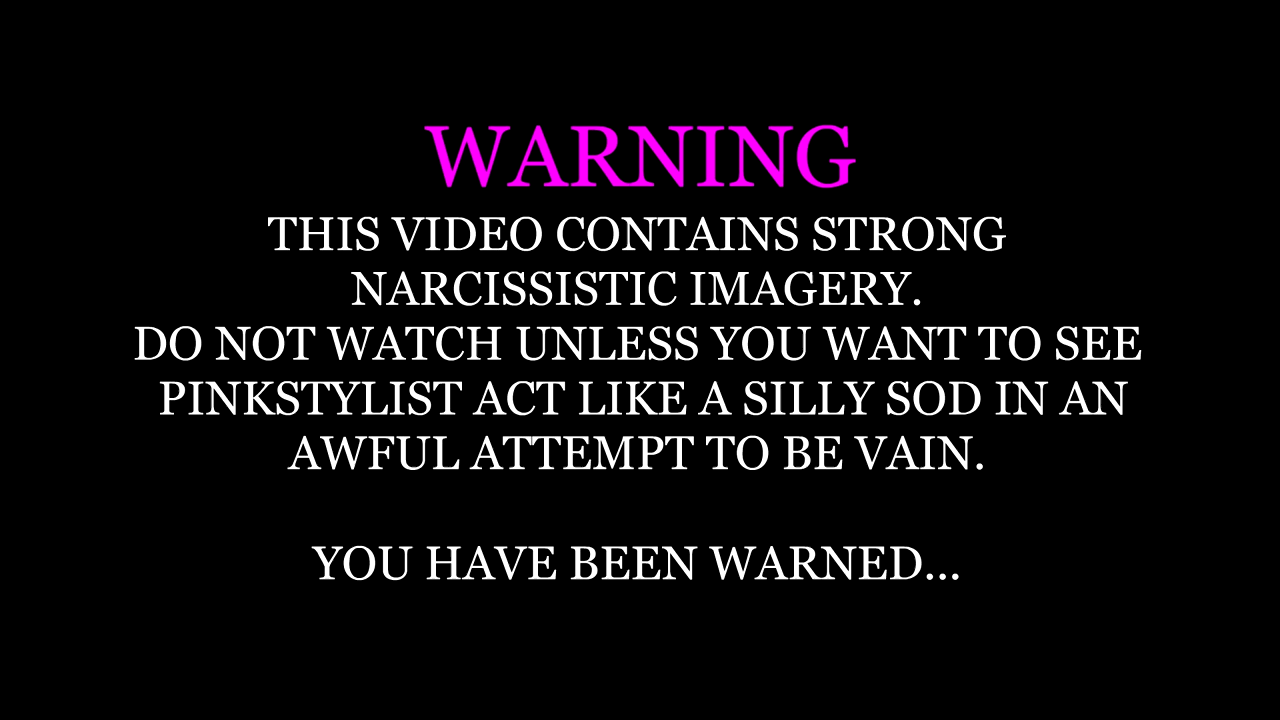 WARNING
THIS VIDEO CONTAINS STRONG
NARCISSISTIC IMAGERY.
DO NOT WATCH UNLESS YOU WANT TO SEE
PINKSTYLIST ACT LIKE A SILLY SOD IN AN
AWFUL ATTEMPT TO BE VAIN.
YOU HAVE BEEN WARNED...